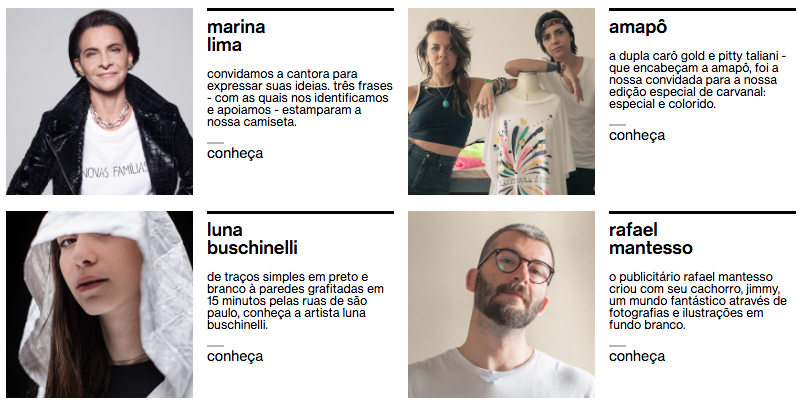 marina
lima
convidamos a cantora para
expressar suas ideias. três frases
- com as quais nos identificamos
e apoiamos - estamparam a
nossa camiseta.
conheça
NOVAS FAMÍLIAS
amapô
a dupla carô gold e pitty taliani -
que encabeçam a amapô, foi a
nossa convidada para a nossa
edição especial de carvanal:
especial e colorido.
conheça
luna
buschinelli
de traços simples em preto e
branco à paredes grafitadas em
15 minutos pelas ruas de são
paulo, conheça a artista luna
buschinelli.
conheça
rafael
mantesso
o publicitário rafael mantesso
criou com seu cachorro, jimmy,
um mundo fantástico através de
fotografias e ilustrações em
fundo branco.
conheça